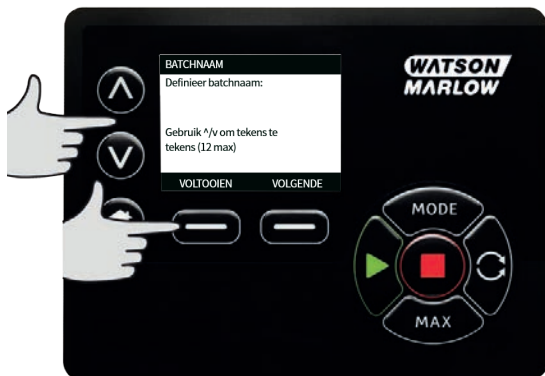 WATSON
MARLOW
BATCHNAAM
Definieer batchnaam:
Gebruik ^/v om tekens te
tekens (12 max)
VOLTOOIEN VOLGENDE
MODE
MAX